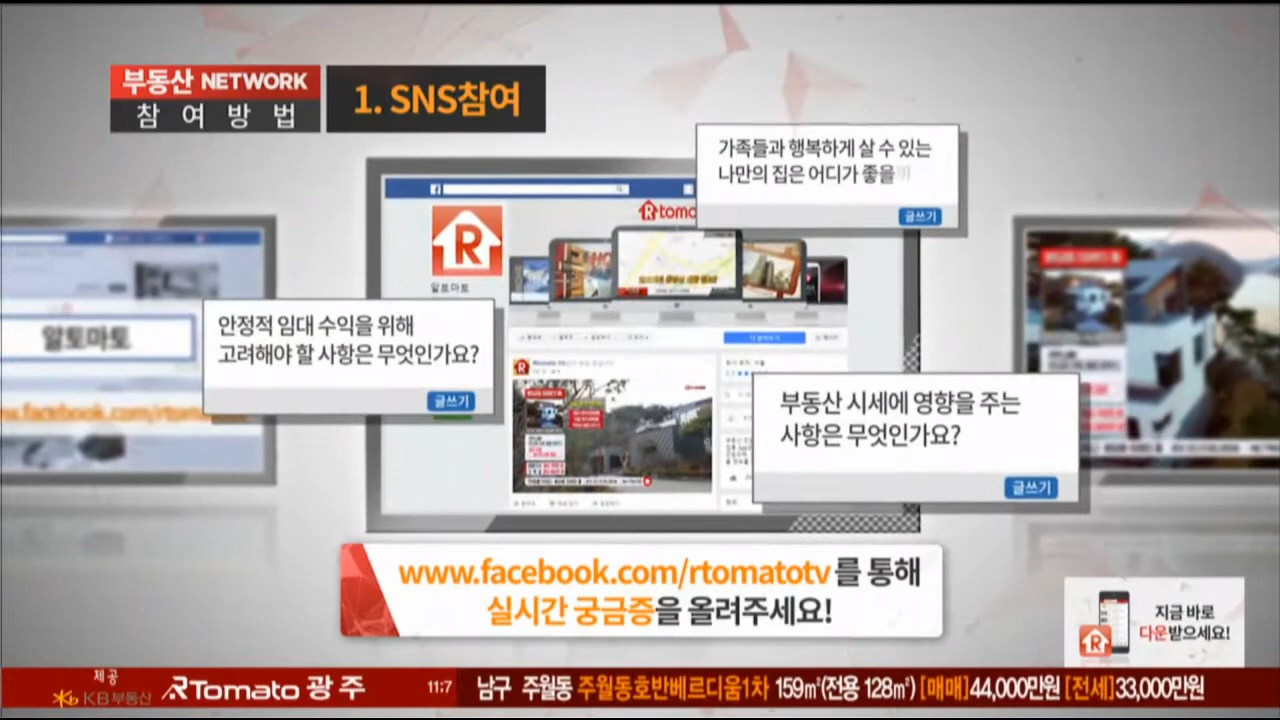 부동산 NETWORK
참여방법
1. SNS참여
가족들과 행복하게 살 수 있는
나만의 집은 어디가 좋을
글쓰기
Rtoma
R
알토마토
알토마토
안정적 임대 수익을 위해
고려해야 할 사항은 무엇인가요?
글쓰기
w.facebook.com/rtoma
부동산 시세에 영향을 주는
사항은 무엇인가요?
글쓰기
www.facebook.com/rtomatotv를 통해
실시간 궁금증을 올려주세요!
지금 바로
다운받으세요!
제공
KB부동산
RTomato 광주
11:7
남구 주월동 주월동호반베르디움1차 159㎡(전용 128㎡) [매매]44,000만원 [전세]33,000만원